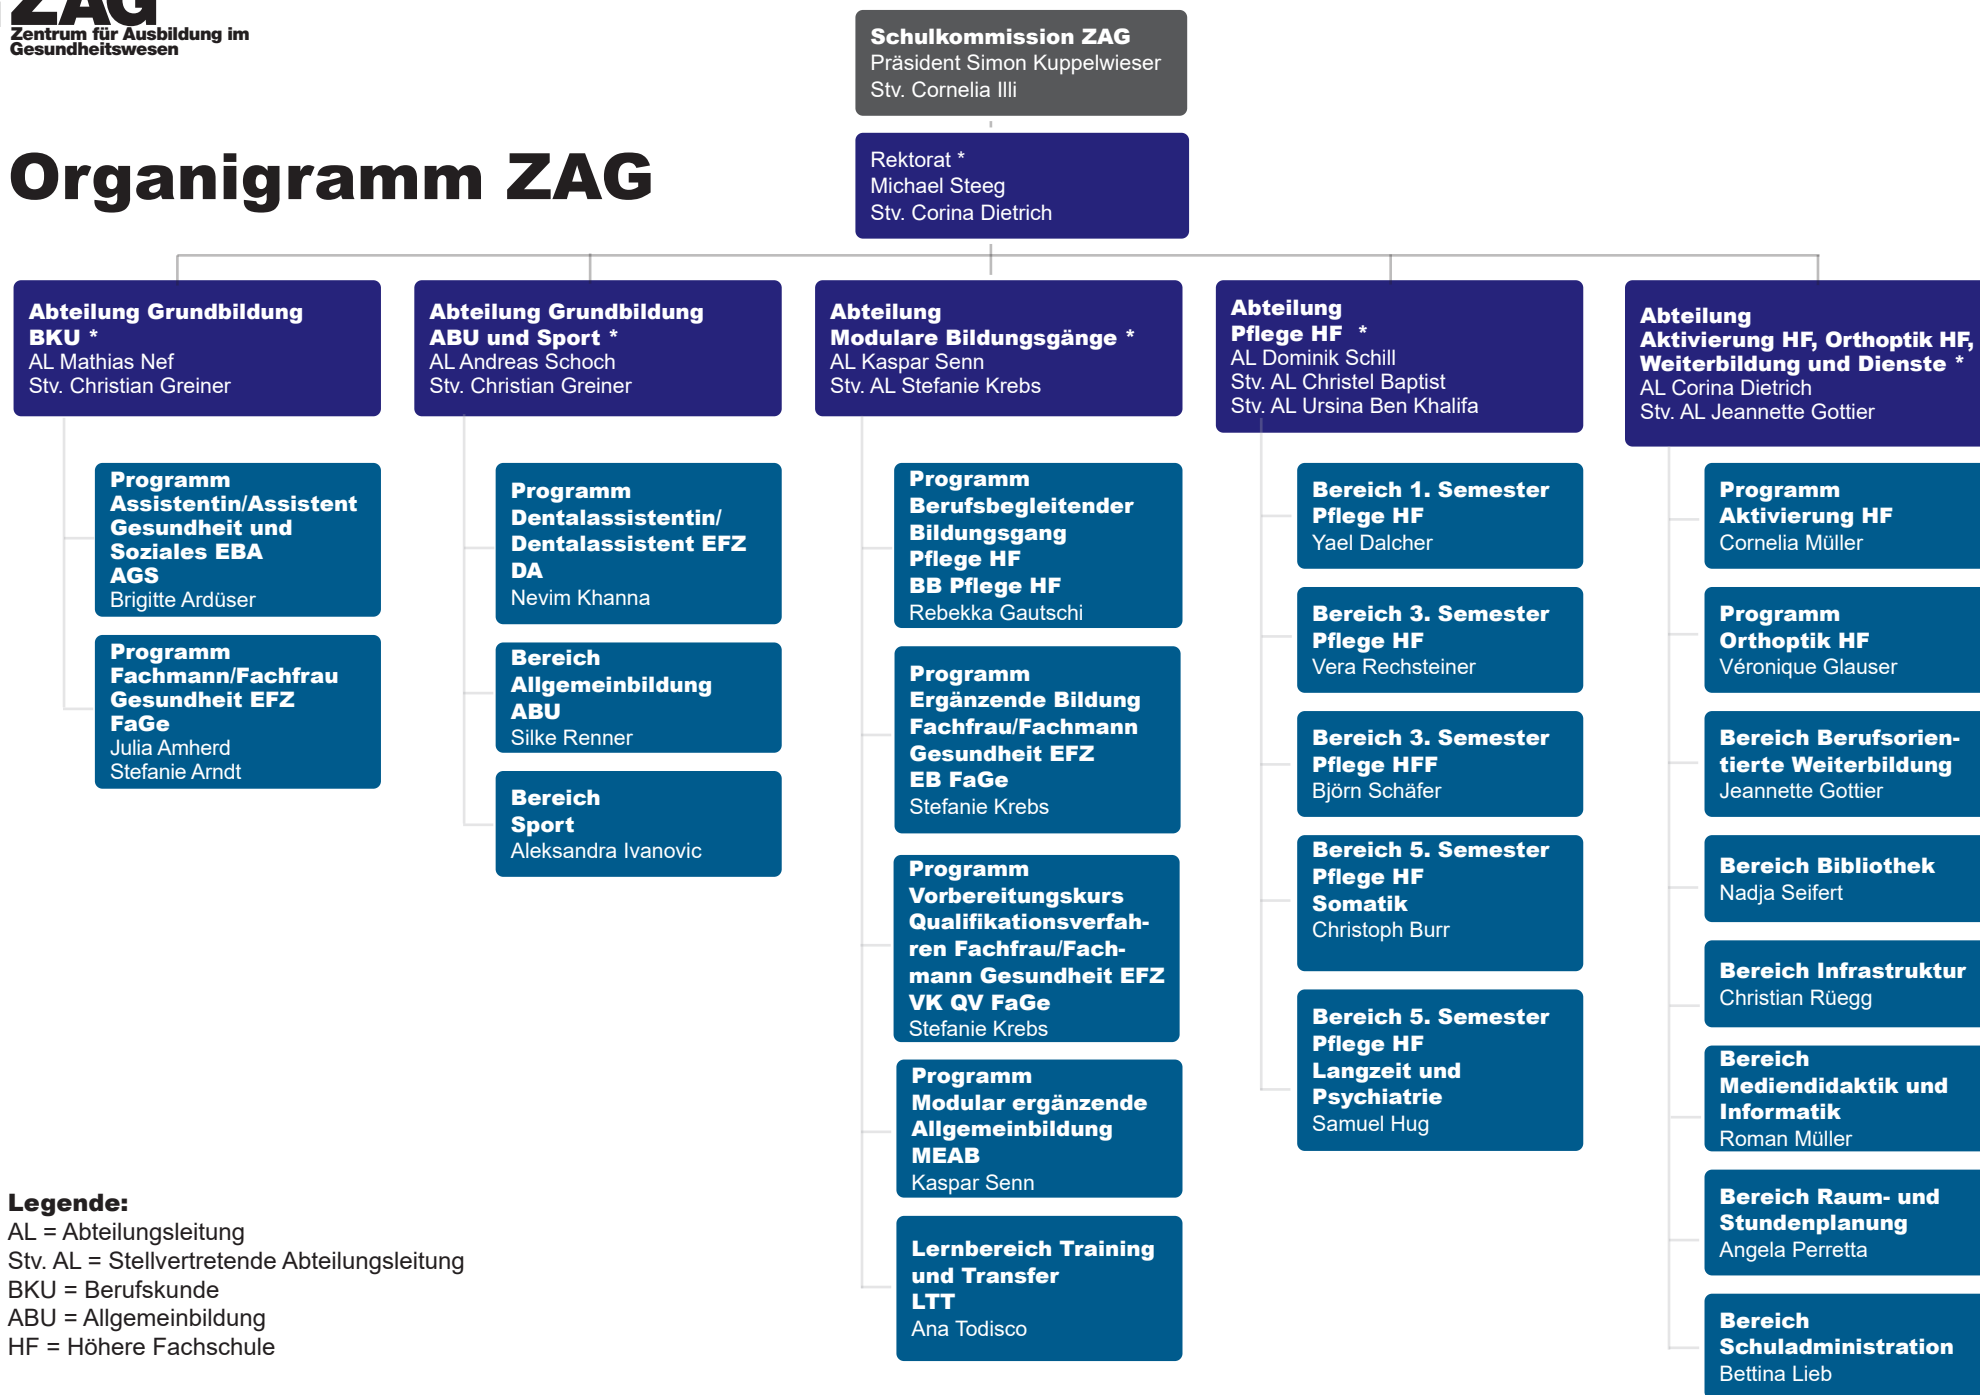 ZAG
Zentrum für Ausbildung im
Gesundheitswesen
Organigramm ZAG
Schulkommission ZAG
Präsident Simon Kuppelwieser
Stv. Cornelia Illi
Rektorat *
Michael Steeg
Stv. Corina Dietrich
Abteilung Grundbildung
BKU *
AL Mathias Nef
Stv. Christian Greiner
Programm
Assistentin/Assistent
Gesundheit und
Soziales EBA
AGS
Brigitte Ardüser
Programm
Fachmann/Fachfrau
Gesundheit EFZ
FaGe
Julia Amherd
Stefanie Arndt
Abteilung Grundbildung
ABU und Sport *
AL Andreas Schoch
Stv. Christian Greiner
Programm
Dentalassistentin/
Dentalassistent EFZ
DA
Nevim Khanna
Bereich
Allgemeinbildung
ABU
Silke Renner
Bereich
Sport
Aleksandra Ivanovic
Abteilung
Modulare Bildungsgänge *
AL Kaspar Senn
Stv. AL Stefanie Krebs
Programm
Berufsbegleitender
Bildungsgang
Pflege HF
BB Pflege HF
Rebekka Gautschi
Programm
Ergänzende Bildung
Fachfrau/Fachmann
Gesundheit EFZ
EB FaGe
Stefanie Krebs
Programm
Vorbereitungskurs
Qualifikationsverfah-
ren Fachfrau/Fach-
mann Gesundheit EFZ
VK QV FaGe
Stefanie Krebs
Programm
Modular ergänzende
Allgemeinbildung
MEAB
Kaspar Senn
Lernbereich Training
und Transfer
LTT
Ana Todisco
Abteilung
Pflege HF *
AL Dominik Schill
Stv. AL Christel Baptist
Stv. AL Ursina Ben Khalifa
Bereich 1. Semester
Pflege HF
Yael Dalcher
Bereich 3. Semester
Pflege HF
Vera Rechsteiner
Bereich 3. Semester
Pflege HFF
Björn Schäfer
Bereich 5. Semester
Pflege HF
Somatik
Christoph Burr
Bereich 5. Semester
Pflege HF
Langzeit und
Psychiatrie
Samuel Hug
Abteilung
Aktivierung HF, Orthoptik HF,
Weiterbildung und Dienste *
AL Corina Dietrich
Stv. AL Jeannette Gottier
Programm
Aktivierung HF
Cornelia Müller
Programm
Orthoptik HF
Véronique Glauser
Bereich Berufsorien-
tierte Weiterbildung
Jeannette Gottier
Bereich Bibliothek
Nadja Seifert
Bereich Infrastruktur
Christian Rüegg
Bereich
Mediendidaktik und
Informatik
Roman Müller
Bereich Raum- und
Stundenplanung
Angela Perretta
Bereich
Schuladministration
Bettina Lieb
Legende:
AL = Abteilungsleitung
Stv. AL = Stellvertretende Abteilungsleitung
BKU = Berufskunde
ABU = Allgemeinbildung
HF = Höhere Fachschule